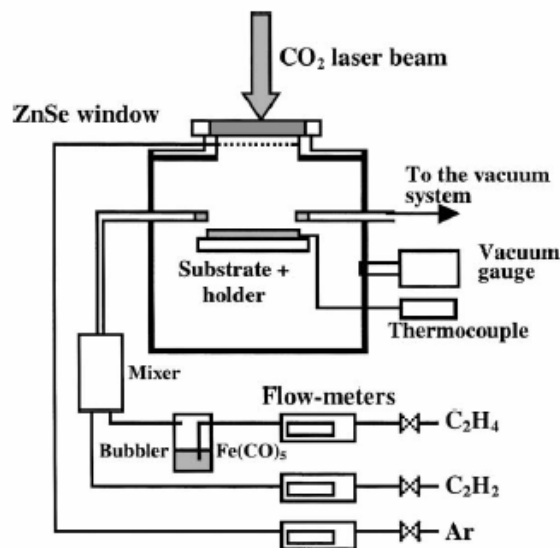 CO₂ laser beam
ZnSe window
To the vacuum
system
Substrate +
holder
Vacuum
gauge
Thermocouple
Mixer
Flow-meters
Bubbler
Fe(CO)₅
C₂H₄
C₂H₂
Ar